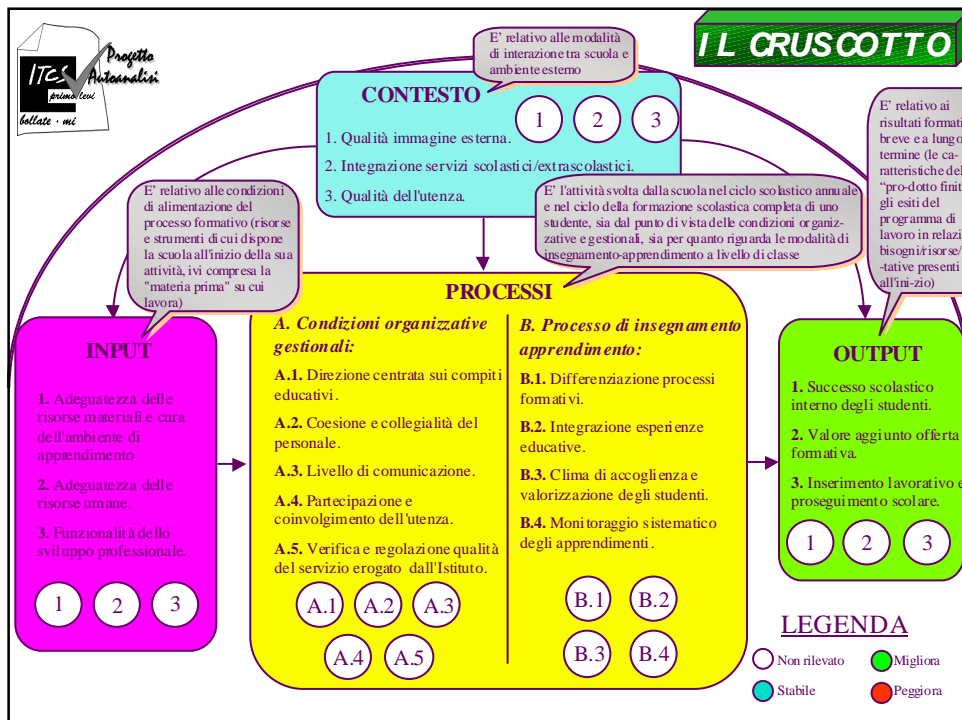 Progetto
Autoanalisi
ITCS
primo levi
bollate · mi
IL CRUSCOTTO
E' relativo alle modalità
di interazione tra scuola e
ambiente esterno
CONTESTO
1 2 3
1. Qualità immagine esterna.
2. Integrazione servizi scolastici/extrascolastici.
3. Qualità dell'utenza.
E' relativo alle condizioni
di alimentazione del
processo formativo (risorse
e strumenti di cui dispone
la scuola all'inizio della sua
attività, ivi compresa la
"materia prima" su cui
lavora)
E' l'attività svolta dalla scuola nel ciclo scolastico annuale
e nel ciclo della formazione scolastica completa di uno
studente, sia dal punto di vista delle condizioni organiz-
zative e gestionali, sia per quanto riguarda le modalità di
insegnamento-apprendimento a livello di classe
E' relativo ai
risultati formati
breve e a lungo
termine (le ca-
ratteristiche del
"pro-dotto finit
gli esiti del
programma di
lavoro in relazi
bisogni/risorse/
-tative presenti
all'ini-zio)
INPUT
1. Adeguatezza delle
risorse materiali e cura
dell'ambiente di
apprendimento
2. Adeguatezza delle
risorse umane.
3. Funzionalità dello
sviluppo professionale.
1 2 3
PROCESSI
A. Condizioni organizzative
gestionali:
A.1. Direzione centrata sui compiti
educativi.
A.2. Coesione e collegialità del
personale.
A.3. Livello di comunicazione.
A.4. Partecipazione e
coinvolgimento dell'utenza.
A.5. Verifica e regolazione qualità
del servizio erogato dall'Istituto.
A.1 A.2 A.3
A.4 A.5
B. Processo di insegnamento
apprendimento:
B.1. Differenziazione processi
formativi.
B.2. Integrazione esperienze
educative.
B.3. Clima di accoglienza e
valorizzazione degli studenti.
B.4. Monitoraggio sistematico
degli apprendimenti.
B.1 B.2
B.3 B.4
OUTPUT
1. Successo scolastico
interno degli studenti.
2. Valore aggiunto offerta
formativa.
3. Inserimento lavorativo e
proseguimento scolare.
1 2 3
LEGENDA
Non rilevato
Migliora
Stabile
Peggiora